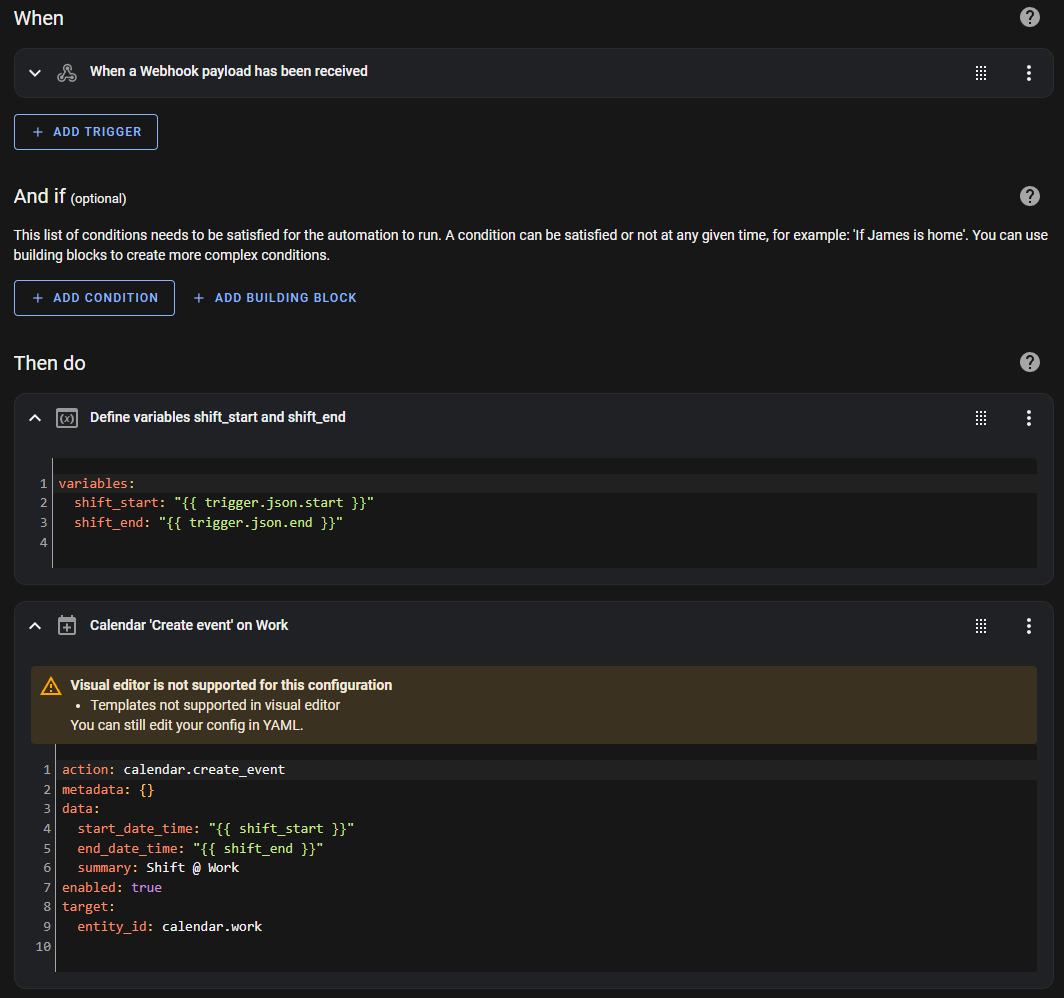 When
When a Webhook payload has been received
+ ADD TRIGGER
And if (optional)
This list of conditions needs to be satisfied for the automation to run. A condition can be satisfied or not at any given time, for example: 'If James is home'. You can use
building blocks to create more complex conditions.
+ ADD CONDITION + ADD BUILDING BLOCK
Then do
(x) Define variables shift_start and shift_end
1 variables:
2   shift_start: "{{ trigger.json.start }}"
3   shift_end: "{{ trigger.json.end }}"
4
Calendar 'Create event' on Work
Visual editor is not supported for this configuration
• Templates not supported in visual editor
You can still edit your config in YAML.
1 action: calendar.create_event
2 metadata: {}
3 data:
4   start_date_time: "{{ shift_start }}"
5   end_date_time: "{{ shift_end }}"
6   summary: Shift @ Work
7 enabled: true
8 target:
9   entity_id: calendar.work
10